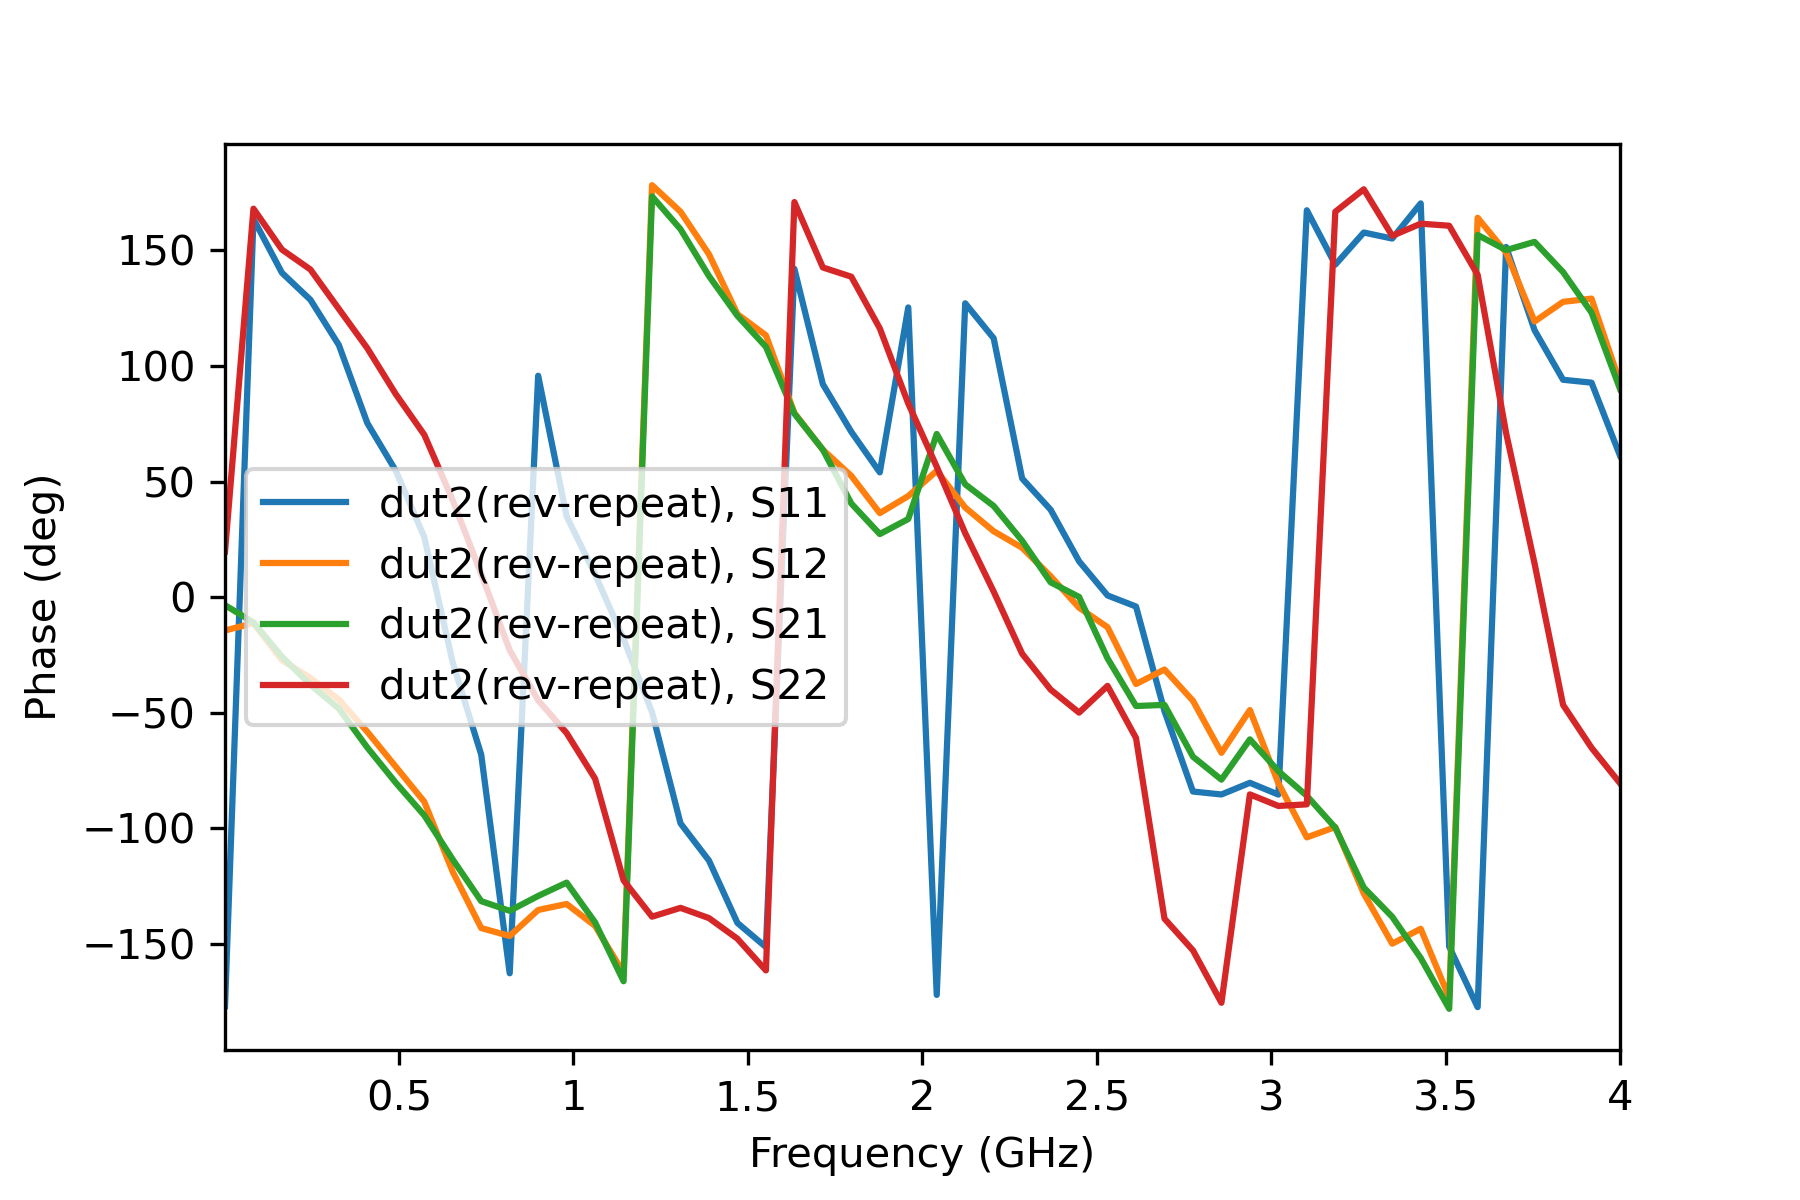 150
100
50
0
−50
−100
−150
Phase (deg)
dut2(rev-repeat), S11
dut2(rev-repeat), S12
dut2(rev-repeat), S21
dut2(rev-repeat), S22
0.5 1 1.5 2 2.5 3 3.5 4
Frequency (GHz)